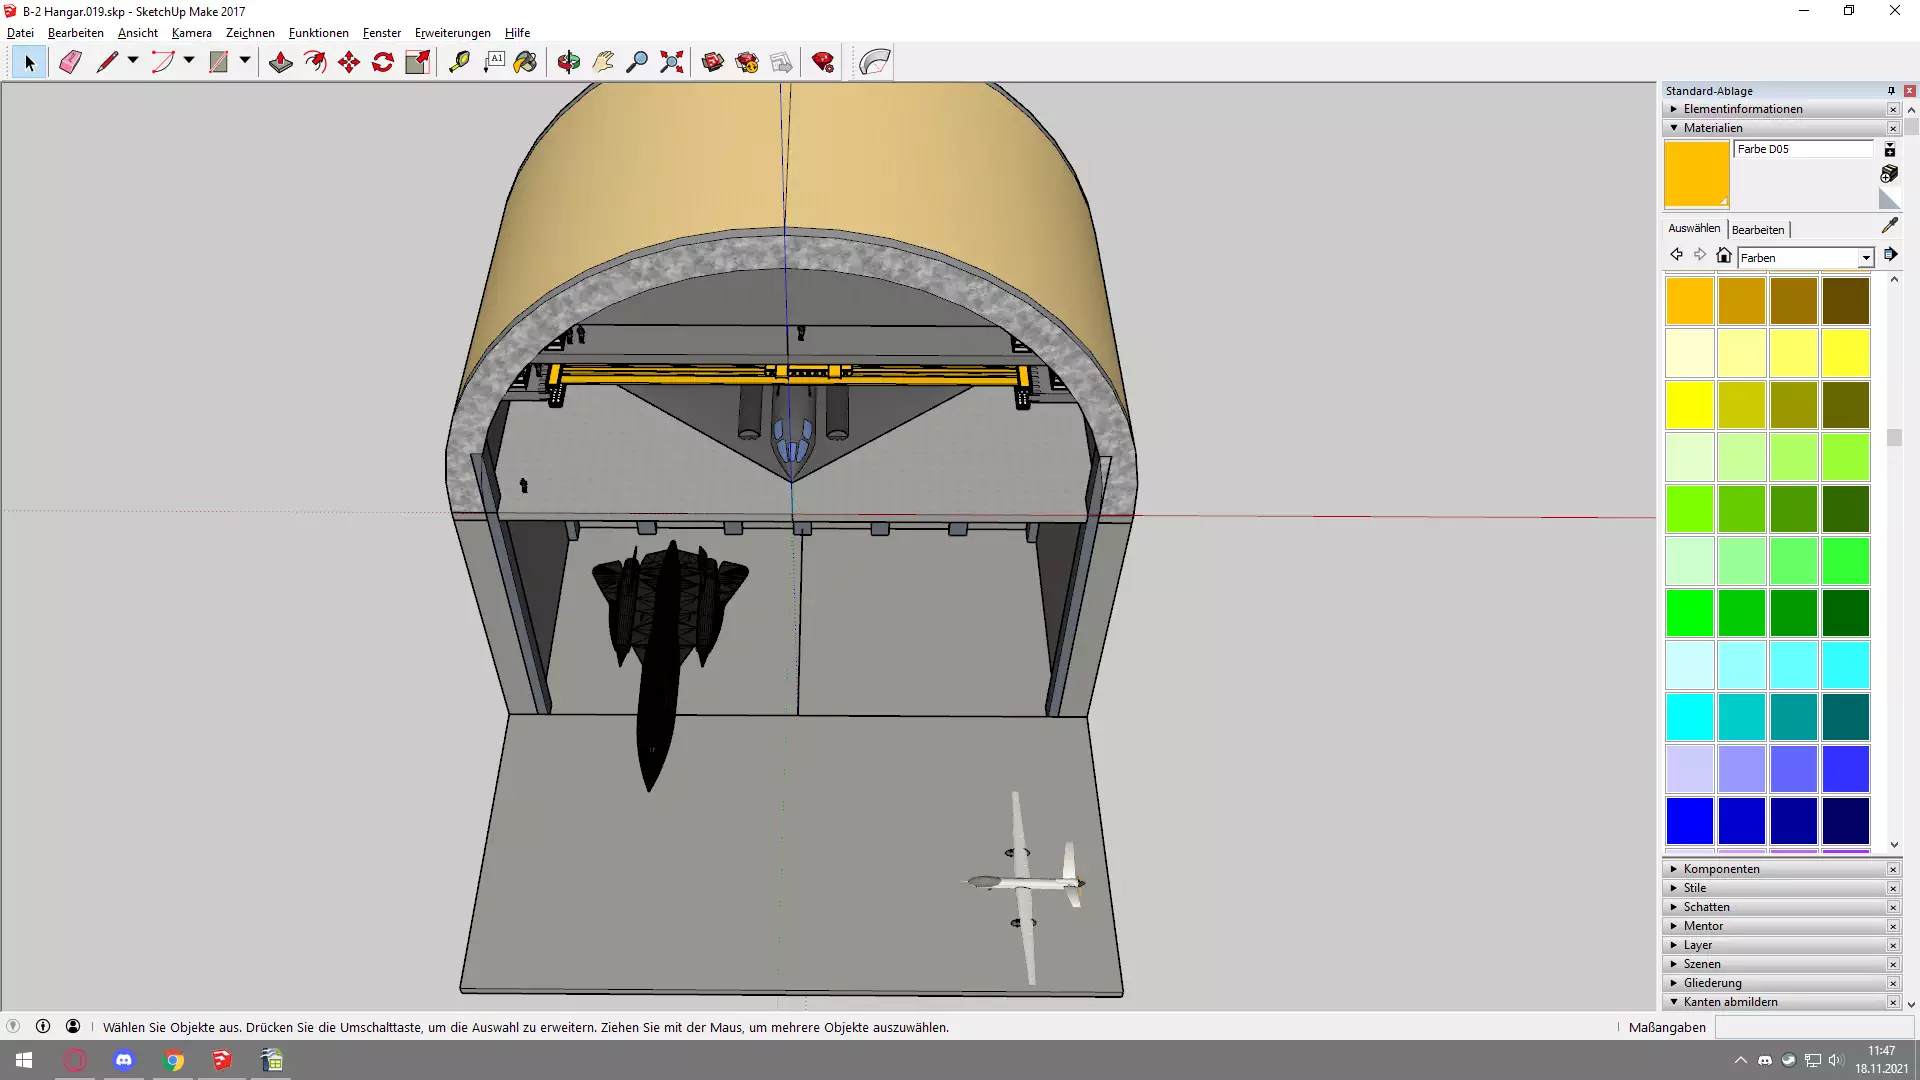 B-2 Hangar.019.skp - SketchUp Make 2017
Datei Bearbeiten Ansicht Kamera Zeichnen Funktionen Fenster Erweiterungen Hilfe
A1
Standard-Ablage
Elementinformationen
Materialien
Farbe D05
Auswählen Bearbeiten
Farben
Komponenten
Stile
Schatten
Mentor
Layer
Szenen
Gliederung
Kanten abmildern
Wählen Sie Objekte aus. Drücken Sie die Umschalttaste, um die Auswahl zu erweitern. Ziehen Sie mit der Maus, um mehrere Objekte auszuwählen.
Maßangaben
11:47
18.11.2021